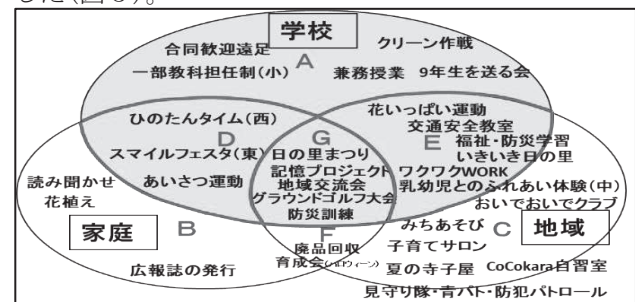 学校
合同歓迎遠足
クリーン作戦
A
一部教科担任制(小)
兼務授業 9年生を送る会
ひのたんタイム(西)
花いっぱい運動
交通安全教室
D
G
E
福祉・防災学習
いきいき日の里
スマイルフェスタ(東)
日の里まつり
記憶プロジェクト
ワクワクWORK
読み聞かせ
あいさつ運動
地域交流会
乳幼児とのふれあい体験(中)
花植え
グラウンドゴルフ大会
おいでおいでクラブ
防災訓練
みちあそび
家庭
B
F
C
地域
廃品回収
子育てサロン
広報誌の発行
育成会
夏の寺子屋
CoCokara自習室
見守り隊・青パト・防犯パトロール